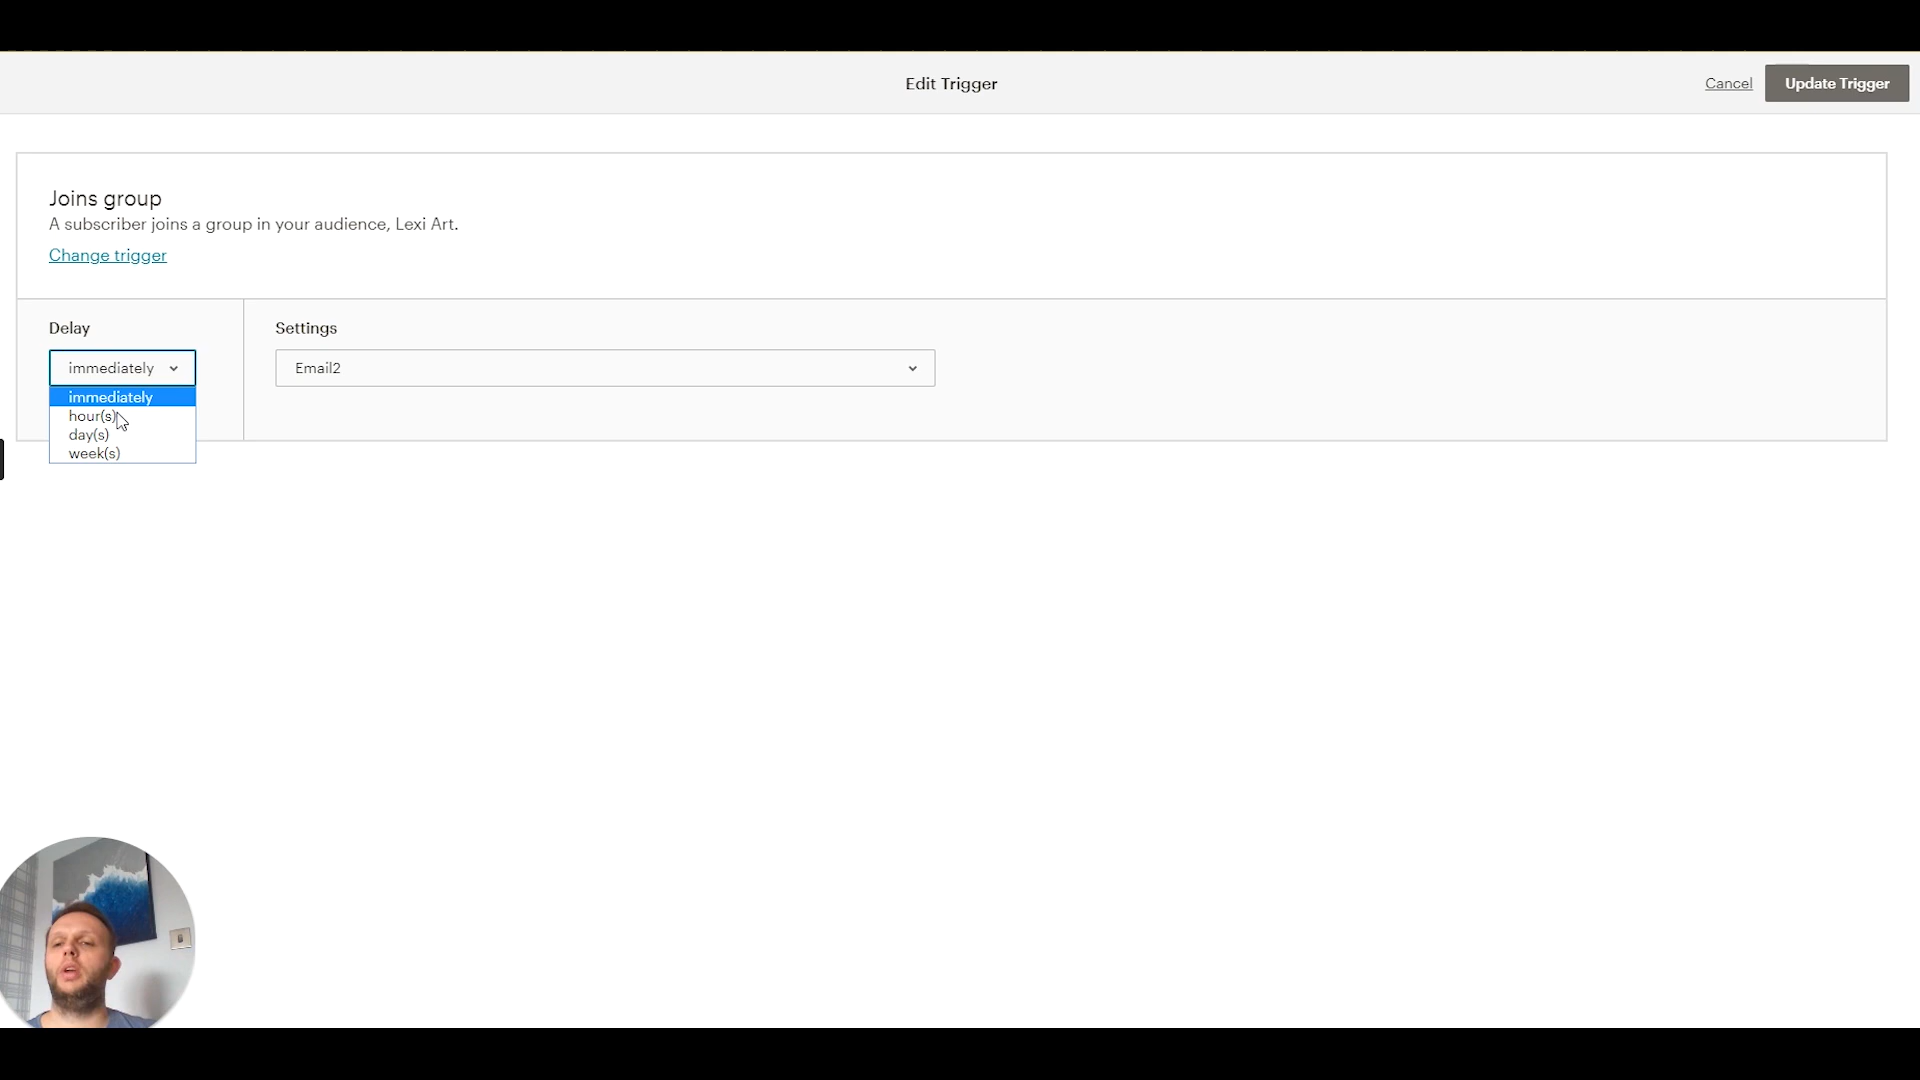 Edit Trigger
Cancel
Update Trigger
Joins group
A subscriber joins a group in your audience, Lexi Art.
Change trigger
Delay
Settings
immediately
Email2
immediately
hour(s)
day(s)
week(s)